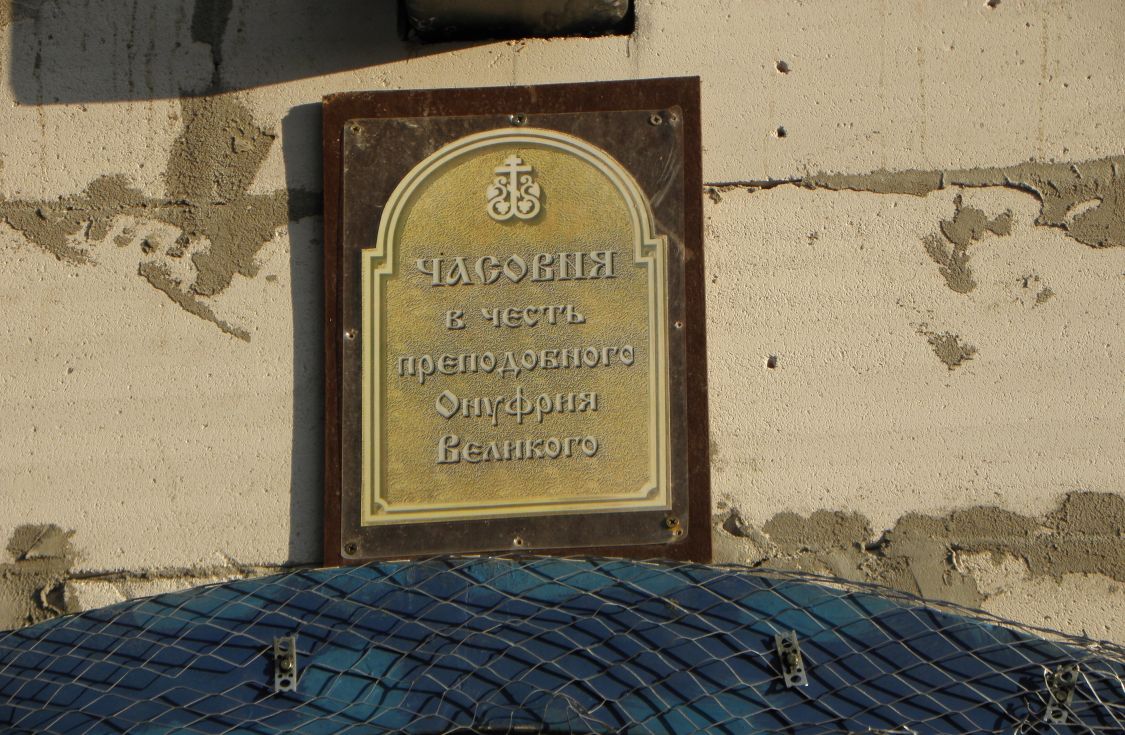 Часовня
в честь
преподобного
Онуфрия
Великого